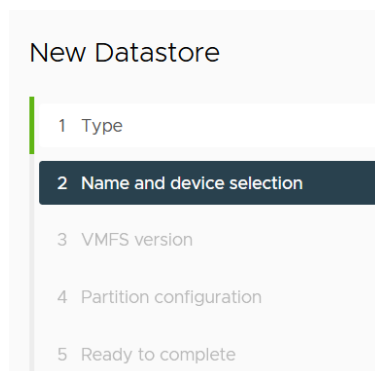 New Datastore
1 Type
2 Name and device selection
3 VMFS version
4 Partition configuration
5 Ready to complete